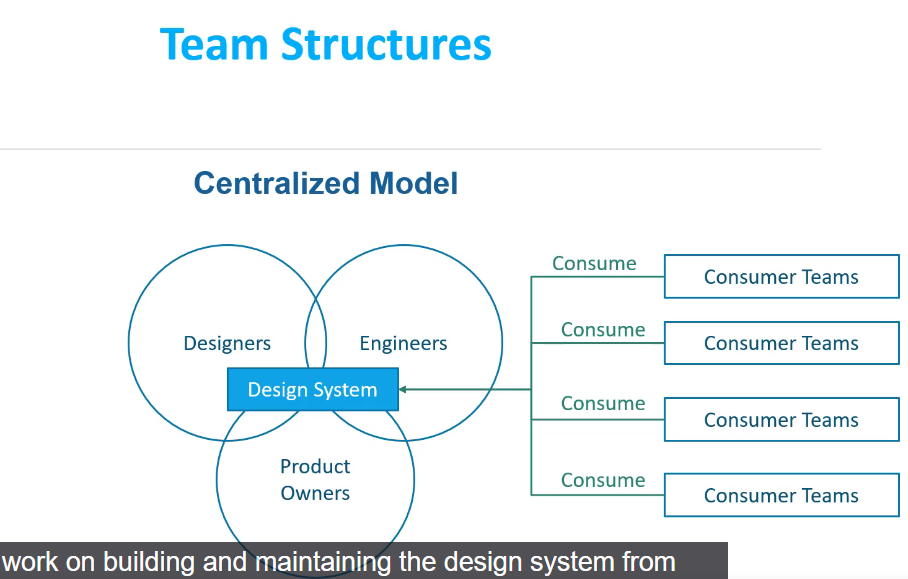 Team Structures
Centralized Model
Consume
Consumer Teams
Consume
Consumer Teams
Designers
Engineers
Design System
Consume
Consumer Teams
Product
Owners
Consume
Consumer Teams
work on building and maintaining the design system from